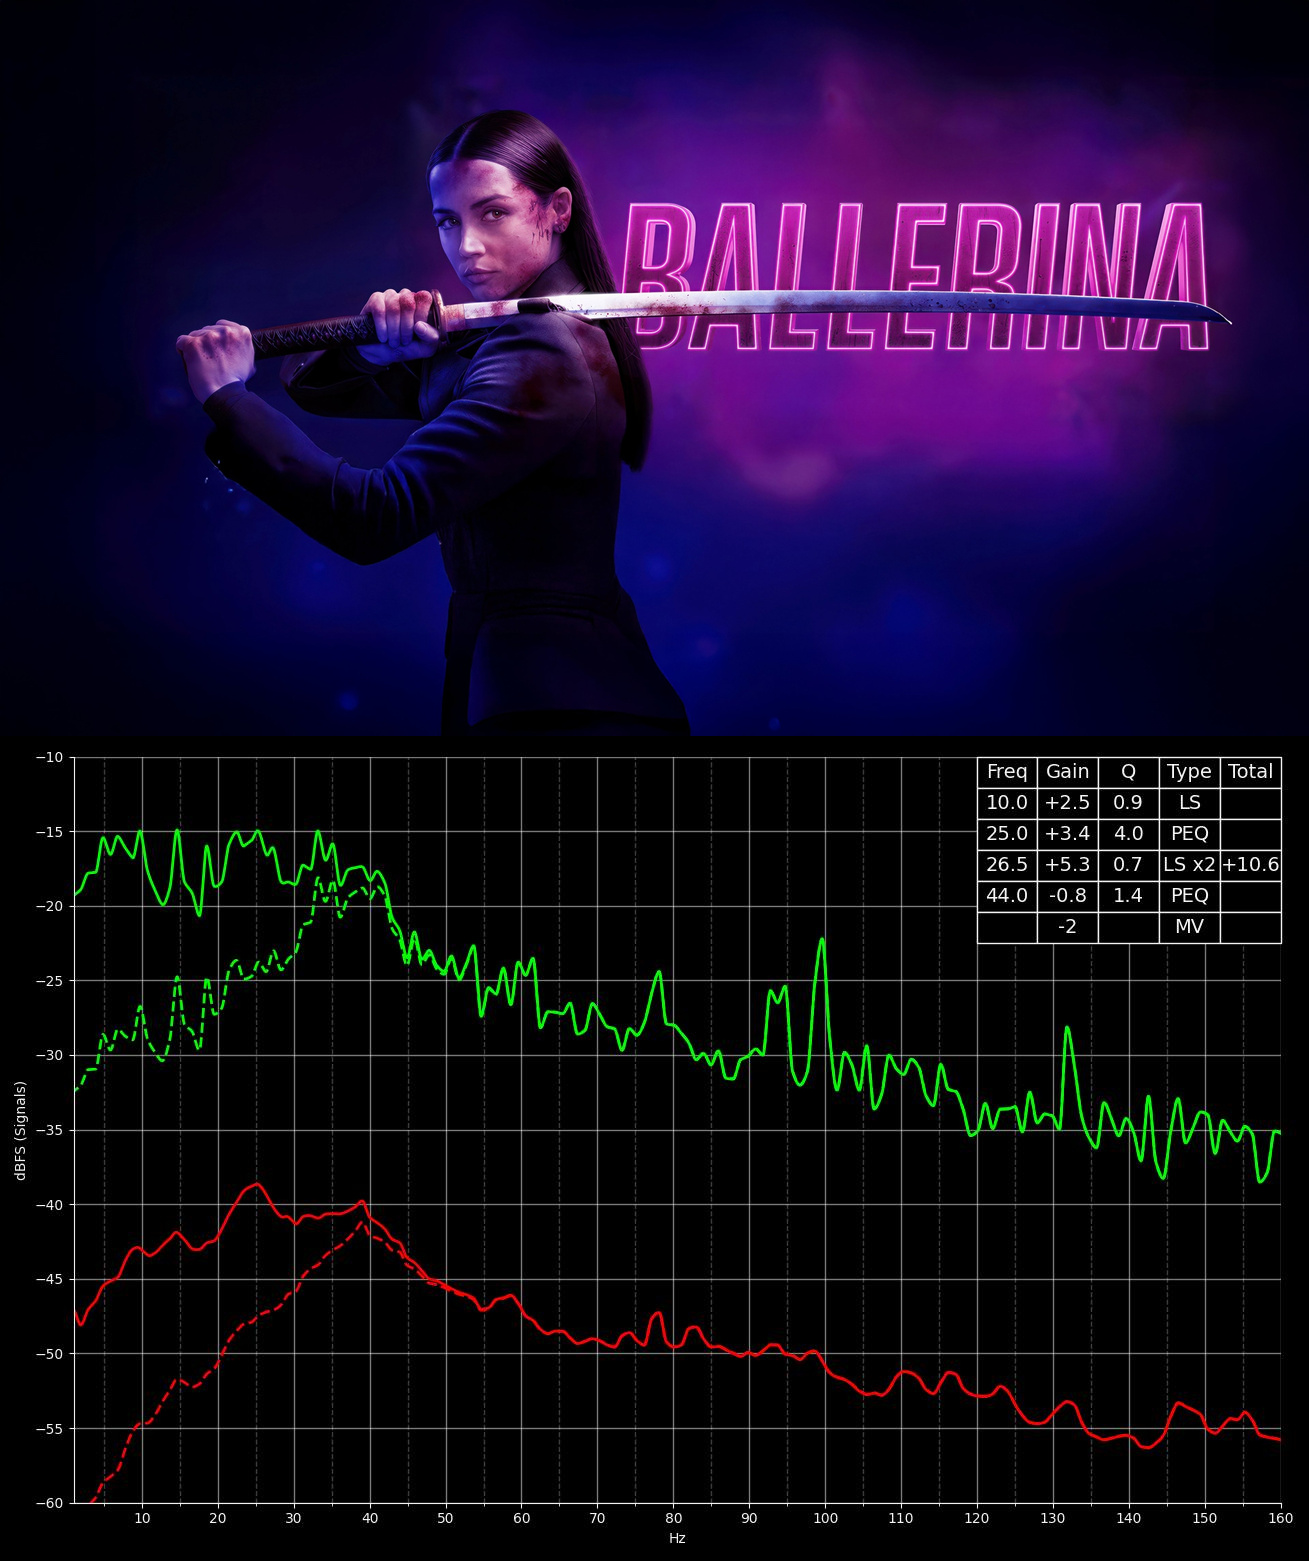 BALLERINA
Freq Gain Q Type Total
10.0 +2.5 0.9 LS
25.0 +3.4 4.0 PEQ
26.5 +5.3 0.7 LS x2 +10.6
44.0 -0.8 1.4 PEQ
-2 MV
−10
−15
−20
−25
−30
−35
−40
−45
−50
−55
−60
dBFS (Signals)
10 20 30 40 50 60 70 80 90 100 110 120 130 140 150 160
Hz